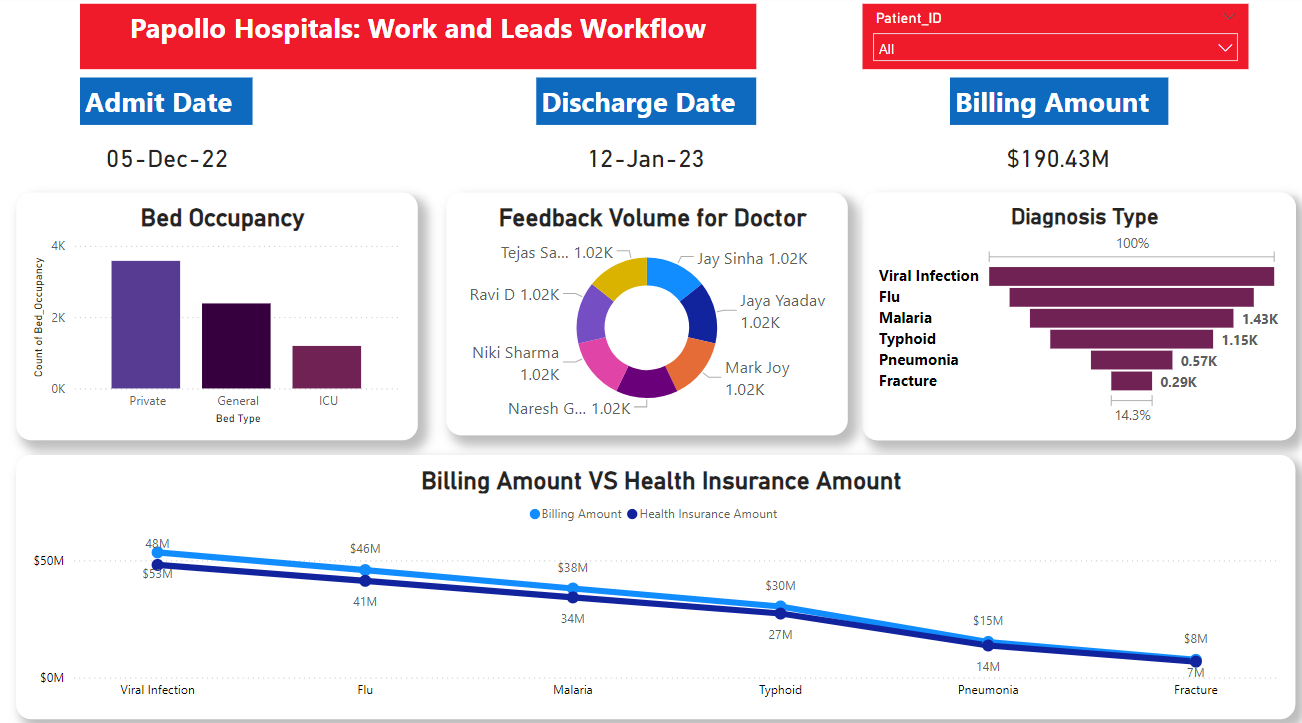 Papollo Hospitals: Work and Leads Workflow
Patient_ID
All
Admit Date
Discharge Date
Billing Amount
05-Dec-22
12-Jan-23
$190.43M
Bed Occupancy
4K
2K
0K
Count of Bed_Occupancy
Private
General
ICU
Bed Type
Feedback Volume for Doctor
Tejas Sa... 1.02K
Jay Sinha 1.02K
Ravi D 1.02K
Jaya Yaadav
1.02K
Niki Sharma
1.02K
Mark Joy
1.02K
Naresh G... 1.02K
Diagnosis Type
100%
Viral Infection
Flu
Malaria 1.43K
Typhoid 1.15K
Pneumonia 0.57K
Fracture 0.29K
14.3%
Billing Amount VS Health Insurance Amount
Billing Amount Health Insurance Amount
$50M
$0M
48M
$53M
$46M
41M
$38M
34M
$30M
27M
$15M
14M
$8M
7M
Viral Infection
Flu
Malaria
Typhoid
Pneumonia
Fracture